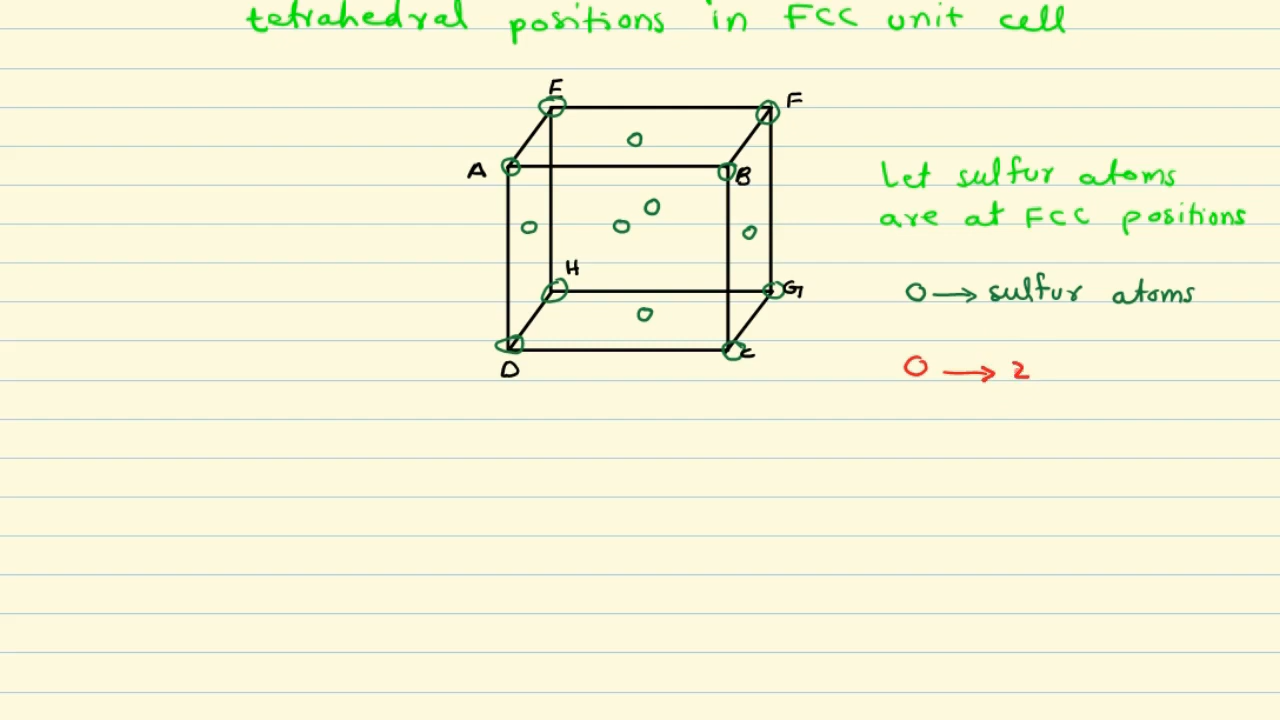 tetrahedral positions in FCC unit cell
E
F
A
B
Let sulfur atoms
are at FCC positions
H
G
O → sulfur atoms
C
D
O → z